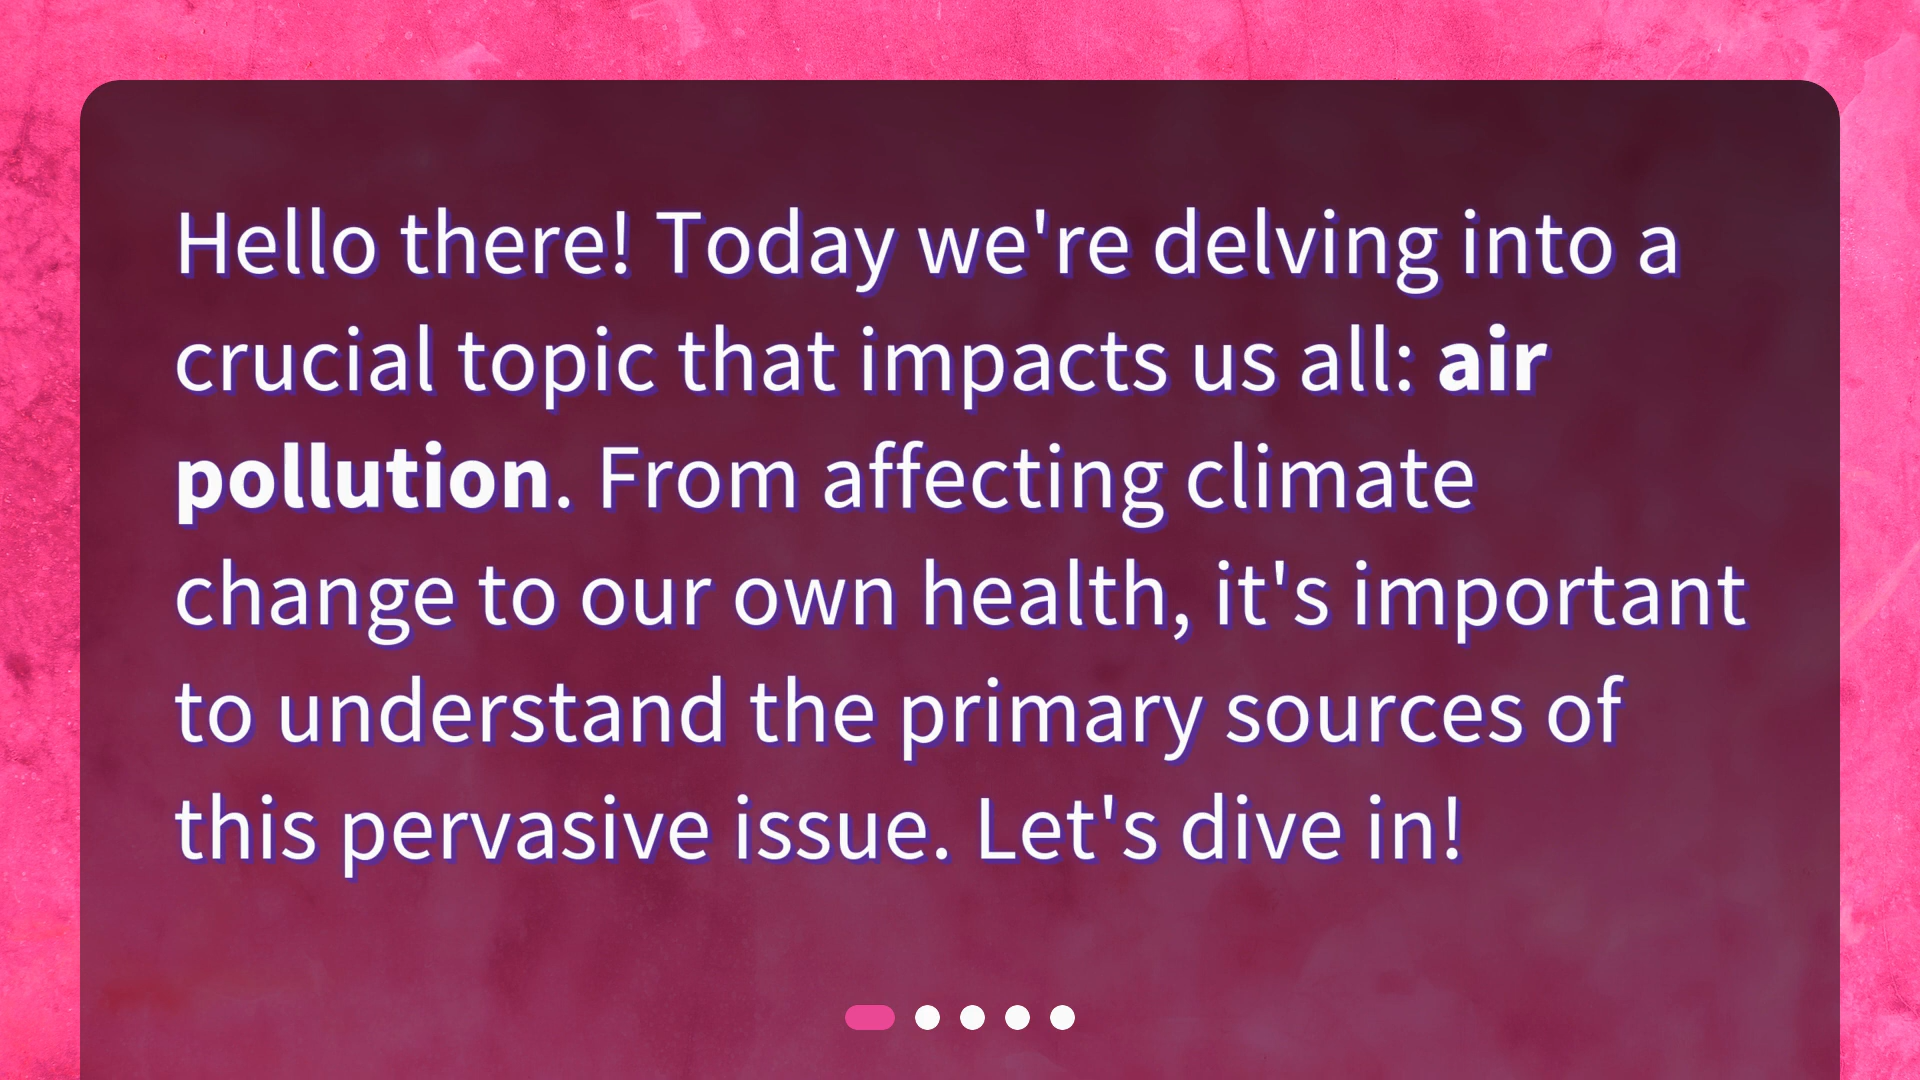 Hello there! Today we're delving into a
crucial topic that impacts us all: air
pollution. From affecting climate
change to our own health, it's important
to understand the primary sources of
this pervasive issue. Let's dive in!